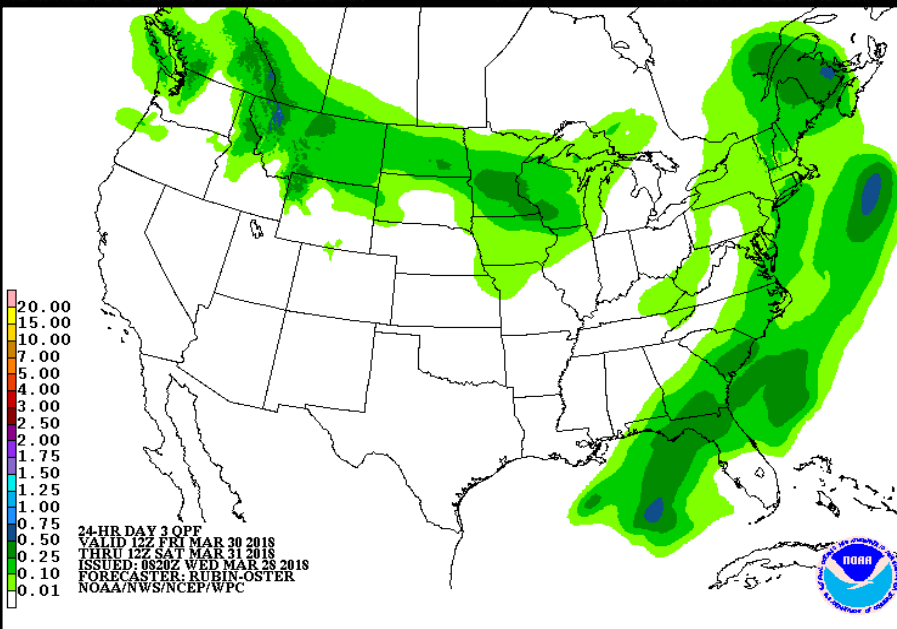 20.00
15.00
10.00
7.00
5.00
4.00
3.00
2.50
2.00
1.75
1.50
1.25
1.00
0.75
0.50
0.25
0.10
0.01
24-HR DAY 3 QPF
VALID 12Z FRI MAR 30 2018
THRU 12Z SAT MAR 31 2018
ISSUED: 0820Z WED MAR 28 2018
FORECASTER: RUBIN-OSTER
NOAA/NWS/NCEP/WPC
NOAA